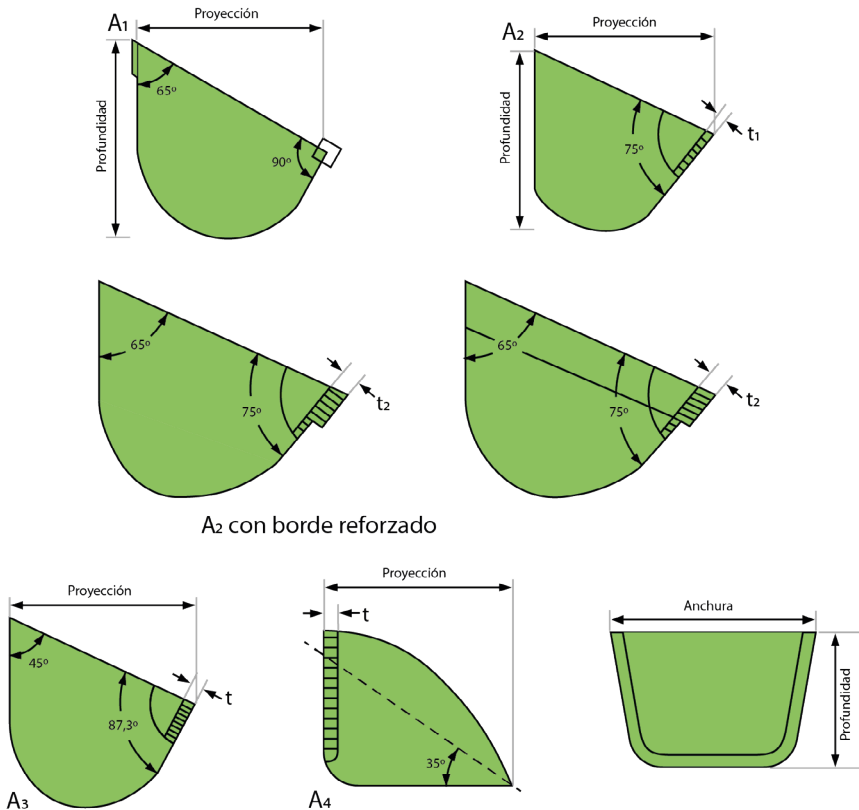 A1
Proyección
Profundidad
65º
90º
A2
Proyección
Profundidad
75º
t1
65º
75º
t2
65º
75º
t2
A2 con borde reforzado
Proyección
45º
87,3º
t
A3
Proyección
t
35º
A4
Anchura
Profundidad